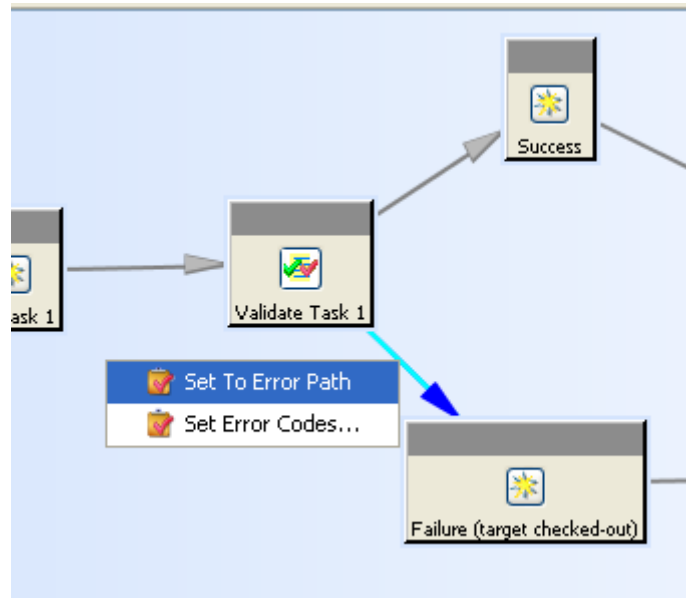 Success
ask 1
Validate Task 1
Set To Error Path
Set Error Codes...
Failure (target checked-out)